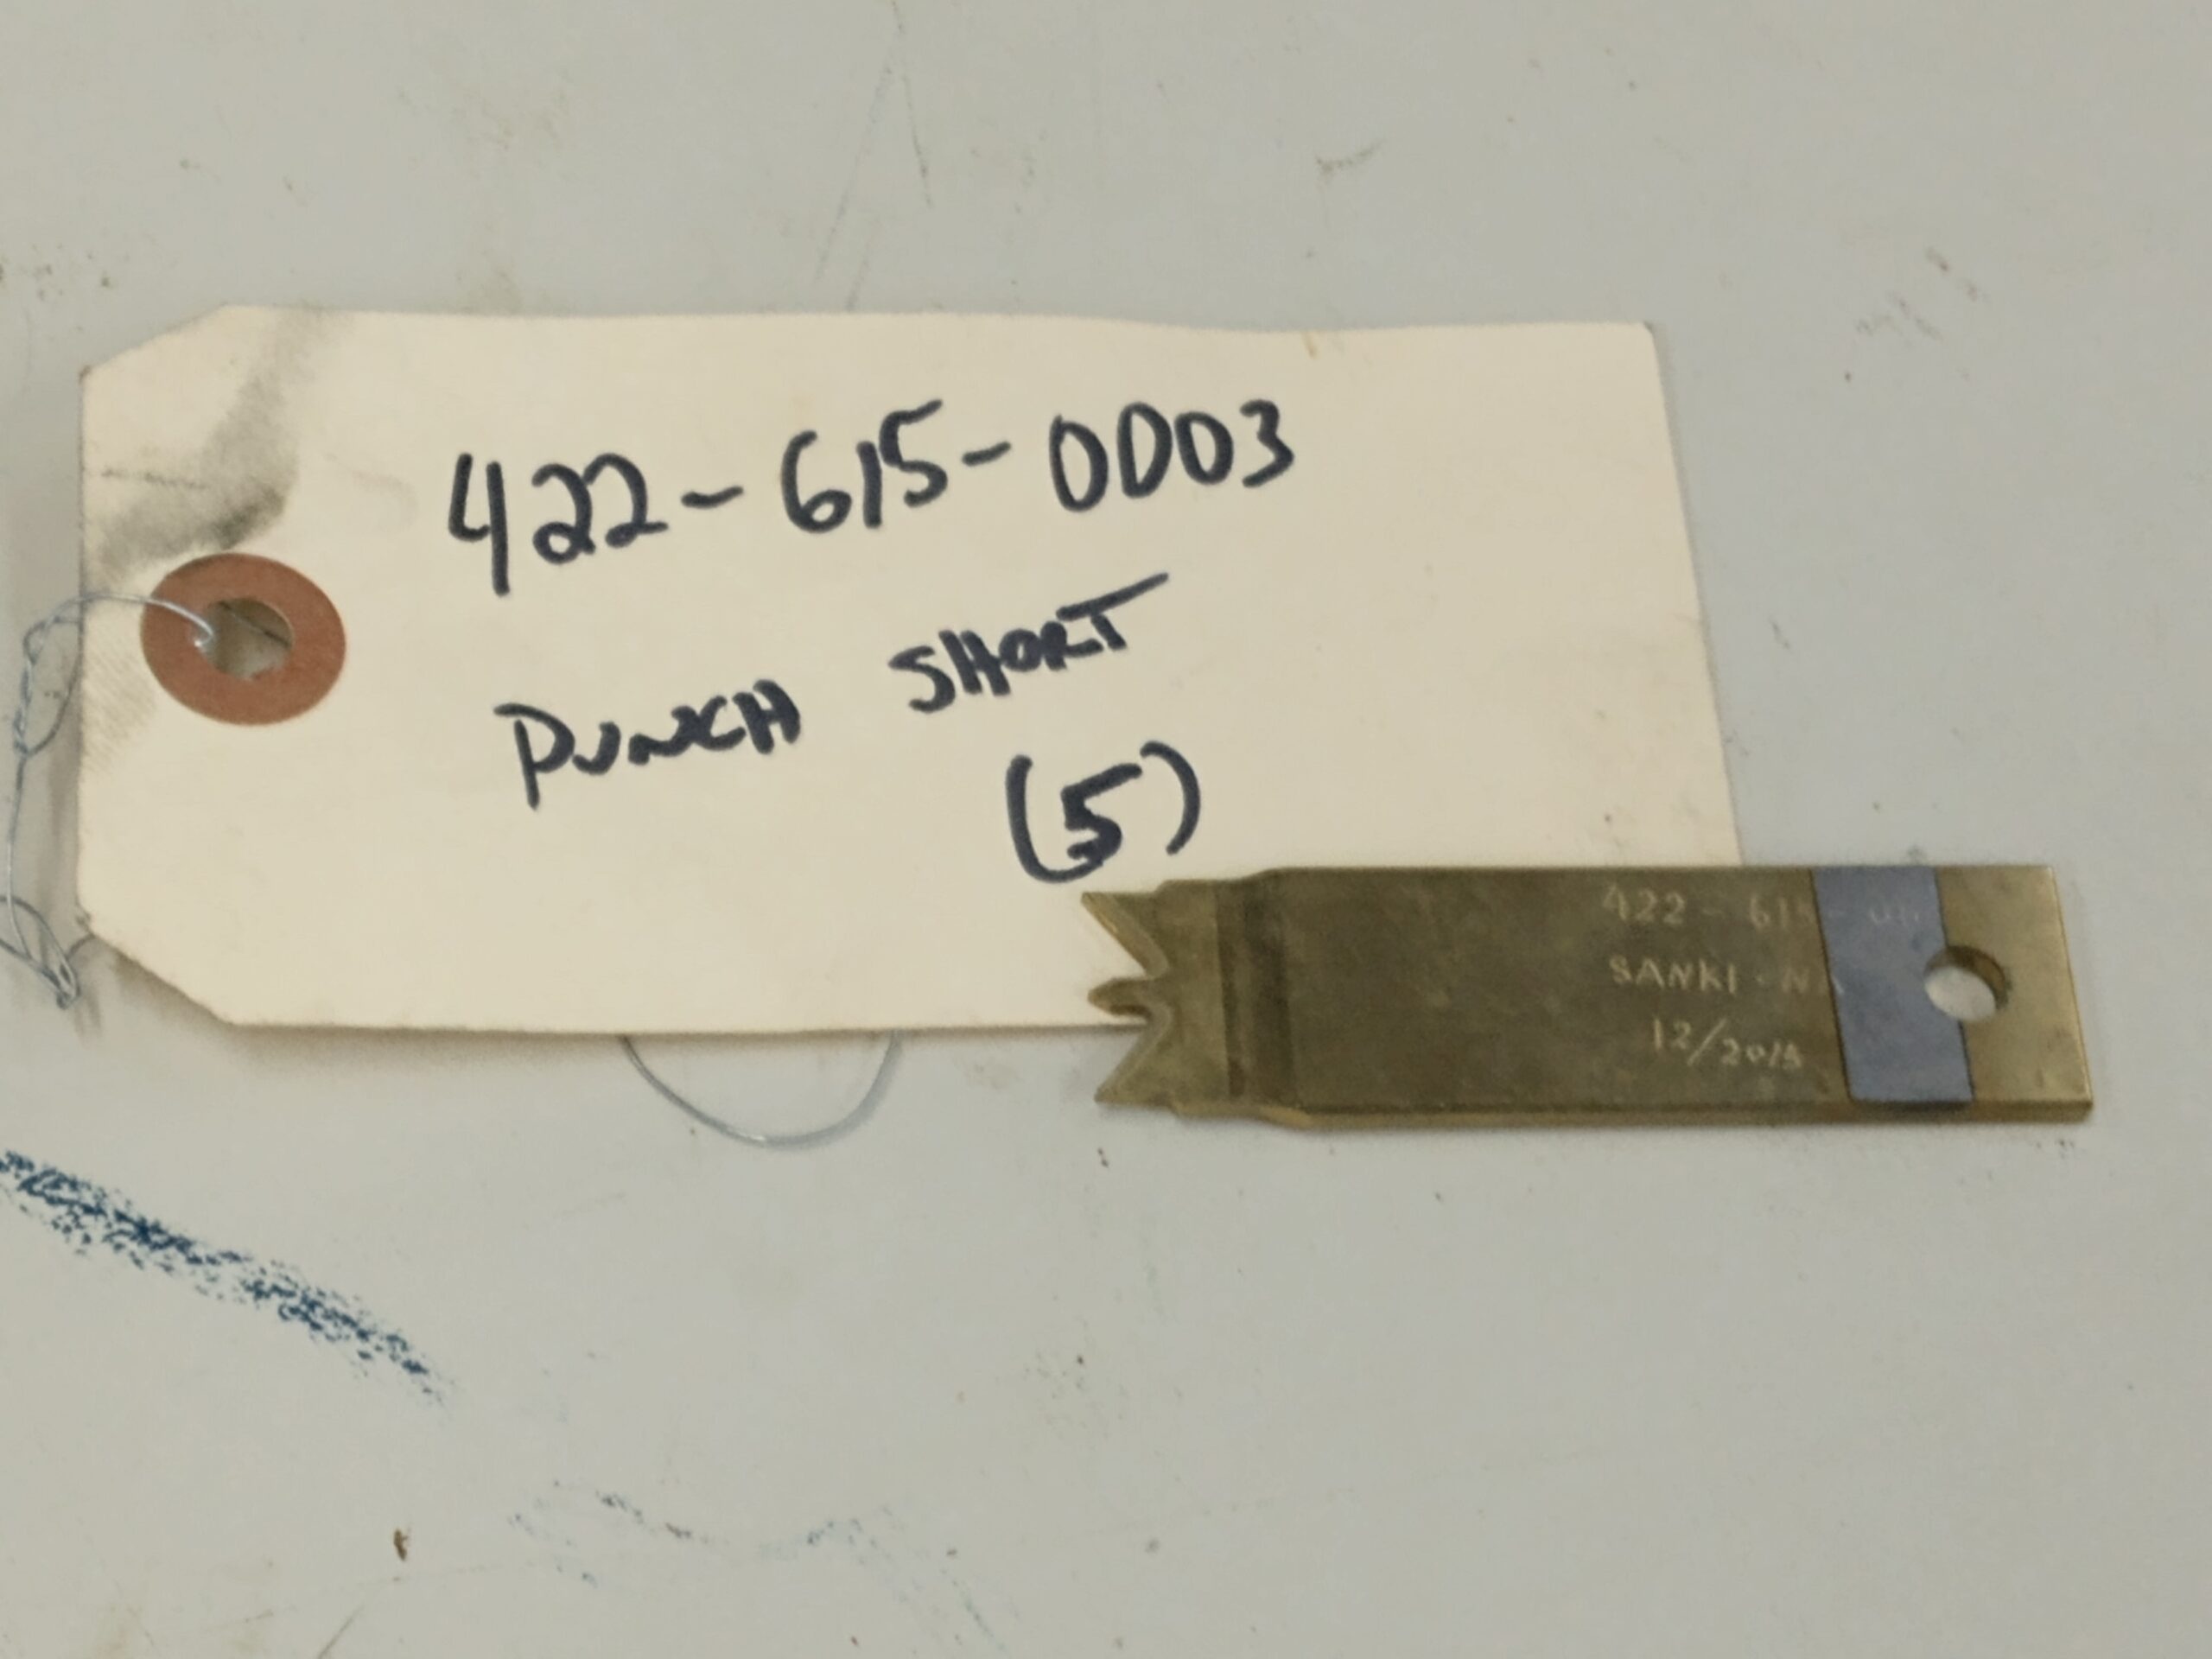 422-615-0003
PUNCH SHORT
(5)
422-615-
SANKI-N
12/2015